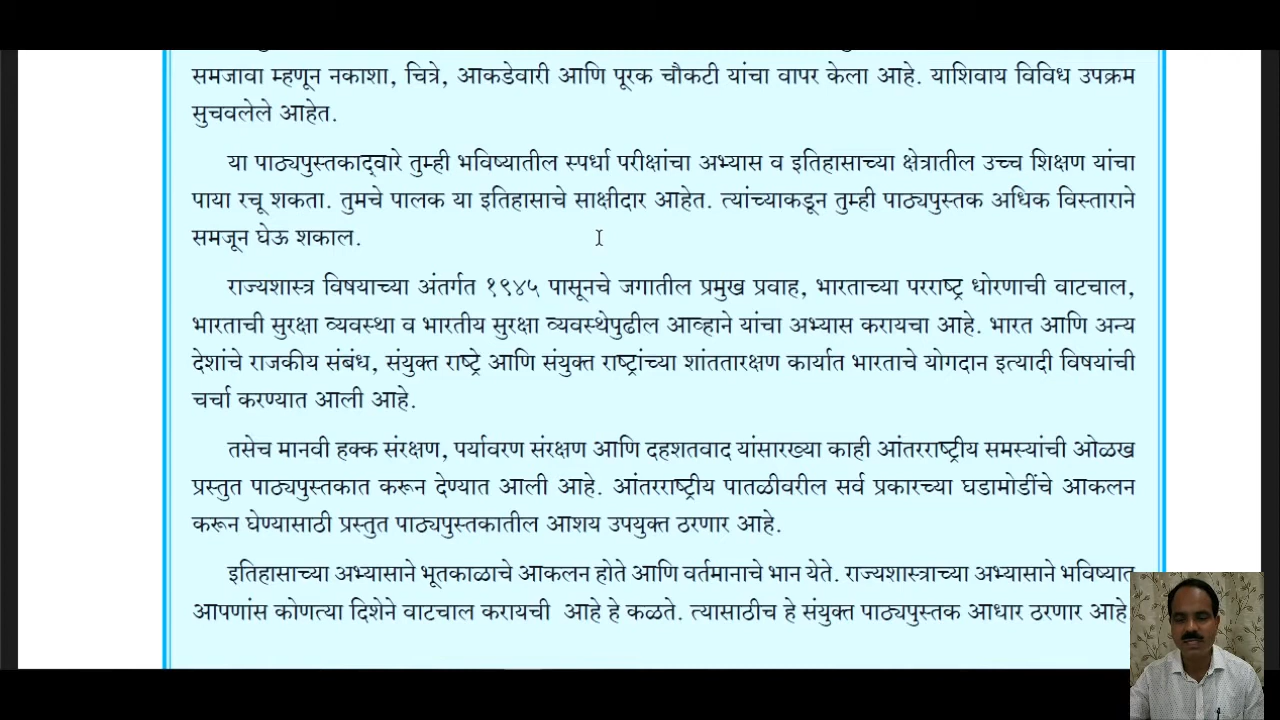 समजावा म्हणून नकाशा, चित्रे, आकडेवारी आणि पूरक चौकटी यांचा वापर केला आहे. याशिवाय विविध उपक्रम
सुचवलेले आहेत.
या पाठ्यपुस्तकाद्‌वारे तुम्ही भविष्यातील स्पर्धा परीक्षांचा अभ्यास व इतिहासाच्या क्षेत्रातील उच्च शिक्षण यांचा
पाया रचू शकता. तुमचे पालक या इतिहासाचे साक्षीदार आहेत. त्यांच्याकडून तुम्ही पाठ्यपुस्तक अधिक विस्ताराने
समजून घेऊ शकाल.
राज्यशास्त्र विषयाच्या अंतर्गत १९४५ पासूनचे जगातील प्रमुख प्रवाह, भारताच्या परराष्ट्र धोरणाची वाटचाल,
भारताची सुरक्षा व्यवस्था व भारतीय सुरक्षा व्यवस्थेपुढील आव्हाने यांचा अभ्यास करायचा आहे. भारत आणि अन्य
देशांचे राजकीय संबंध, संयुक्त राष्ट्रे आणि संयुक्त राष्ट्रांच्या शांततारक्षण कार्यात भारताचे योगदान इत्यादी विषयांची
चर्चा करण्यात आली आहे.
तसेच मानवी हक्क संरक्षण, पर्यावरण संरक्षण आणि दहशतवाद यांसारख्या काही आंतरराष्ट्रीय समस्यांची ओळख
प्रस्तुत पाठ्यपुस्तकात करून देण्यात आली आहे. आंतरराष्ट्रीय पातळीवरील सर्व प्रकारच्या घडामोडींचे आकलन
करून घेण्यासाठी प्रस्तुत पाठ्यपुस्तकातील आशय उपयुक्त ठरणार आहे.
इतिहासाच्या अभ्यासाने भूतकाळाचे आकलन होते आणि वर्तमानाचे भान येते. राज्यशास्त्राच्या अभ्यासाने भविष्यात
आपणांस कोणत्या दिशेने वाटचाल करायची आहे हे कळते. त्यासाठीच हे संयुक्त पाठ्यपुस्तक आधार ठरणार आहे